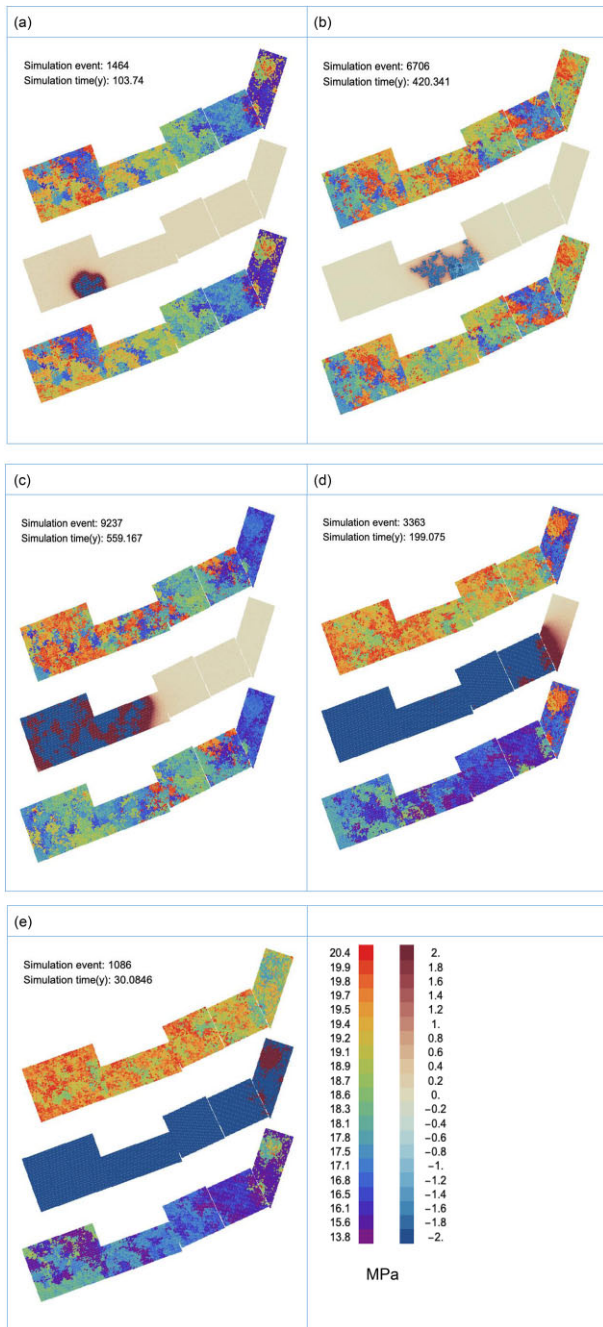 (a)
Simulation event: 1464
Simulation time(y): 103.74
(b)
Simulation event: 6706
Simulation time(y): 420.341
(c)
Simulation event: 9237
Simulation time(y): 559.167
(d)
Simulation event: 3363
Simulation time(y): 199.075
(e)
Simulation event: 1086
Simulation time(y): 30.0846
20.4 2.
19.9 1.8
19.8 1.6
19.7 1.4
19.5 1.2
19.4 1.
19.2 0.8
19.1 0.6
18.9 0.4
18.7 0.2
18.6 0.
18.3 −0.2
18.1 −0.4
17.8 −0.6
17.5 −0.8
17.1 −1.
16.8 −1.2
16.5 −1.4
16.1 −1.6
15.6 −1.8
13.8 −2.
MPa